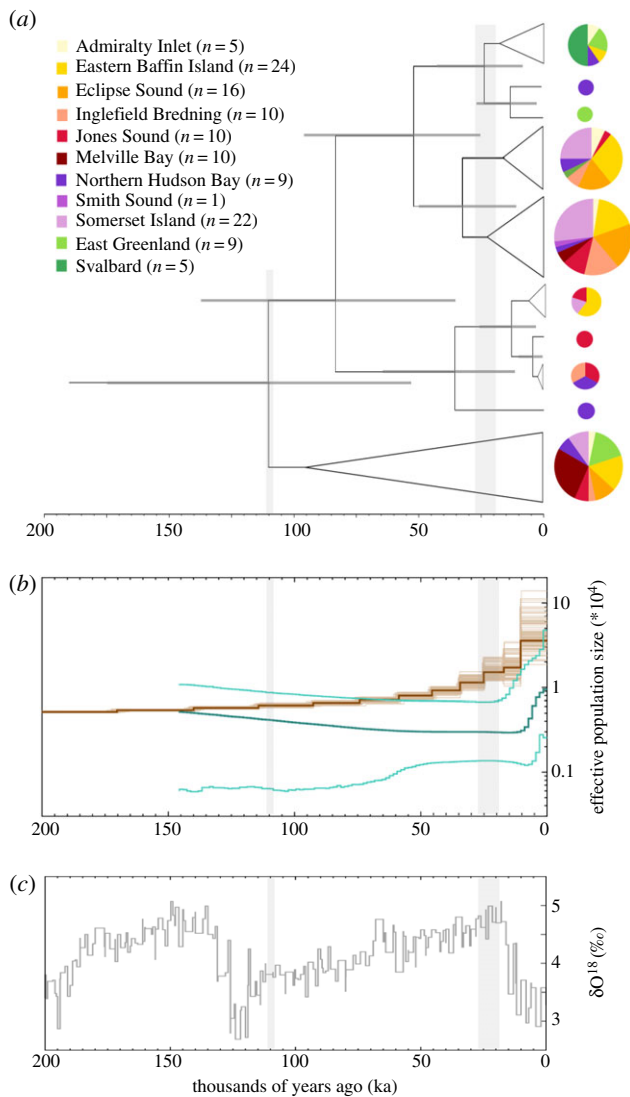 (a)
Admiralty Inlet (n = 5)
Eastern Baffin Island (n = 24)
Eclipse Sound (n = 16)
Inglefield Bredning (n = 10)
Jones Sound (n = 10)
Melville Bay (n = 10)
Northern Hudson Bay (n = 9)
Smith Sound (n = 1)
Somerset Island (n = 22)
East Greenland (n = 9)
Svalbard (n = 5)
200 150 100 50 0
(b)
10
1
0.1
effective population size (*10⁴)
200 100 50 0
(c)
5
4
3
δO¹⁸ (‰)
200 150 100 50 0
thousands of years ago (ka)